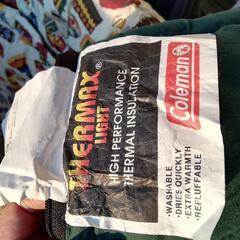 THERMAX®
LIGHT
HIGH PERFORMANCE
THERMAL INSULATION
Coleman
·WASHABLE
·DRIES QUICKLY
·EXTRA WARMTH
·REFLUFFABLE